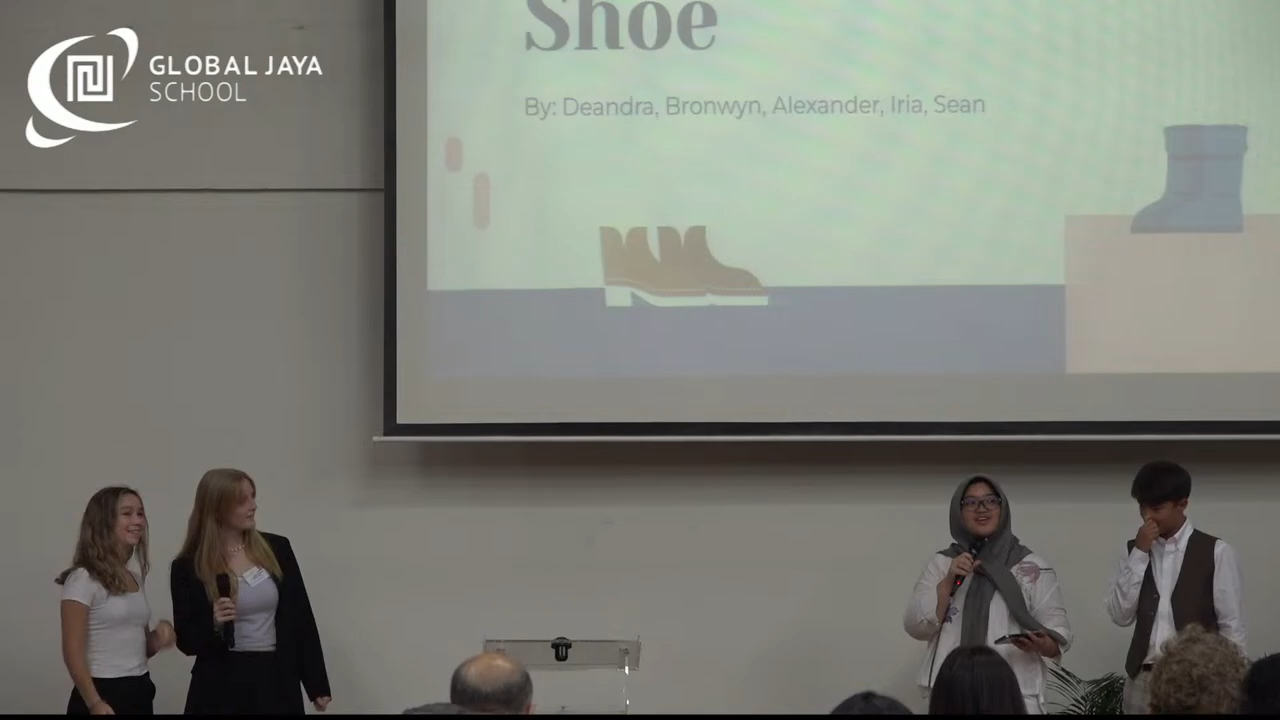 GLOBAL JAYA
SCHOOL
Shoe
By: Deandra, Bronwyn, Alexander, Iria, Sean